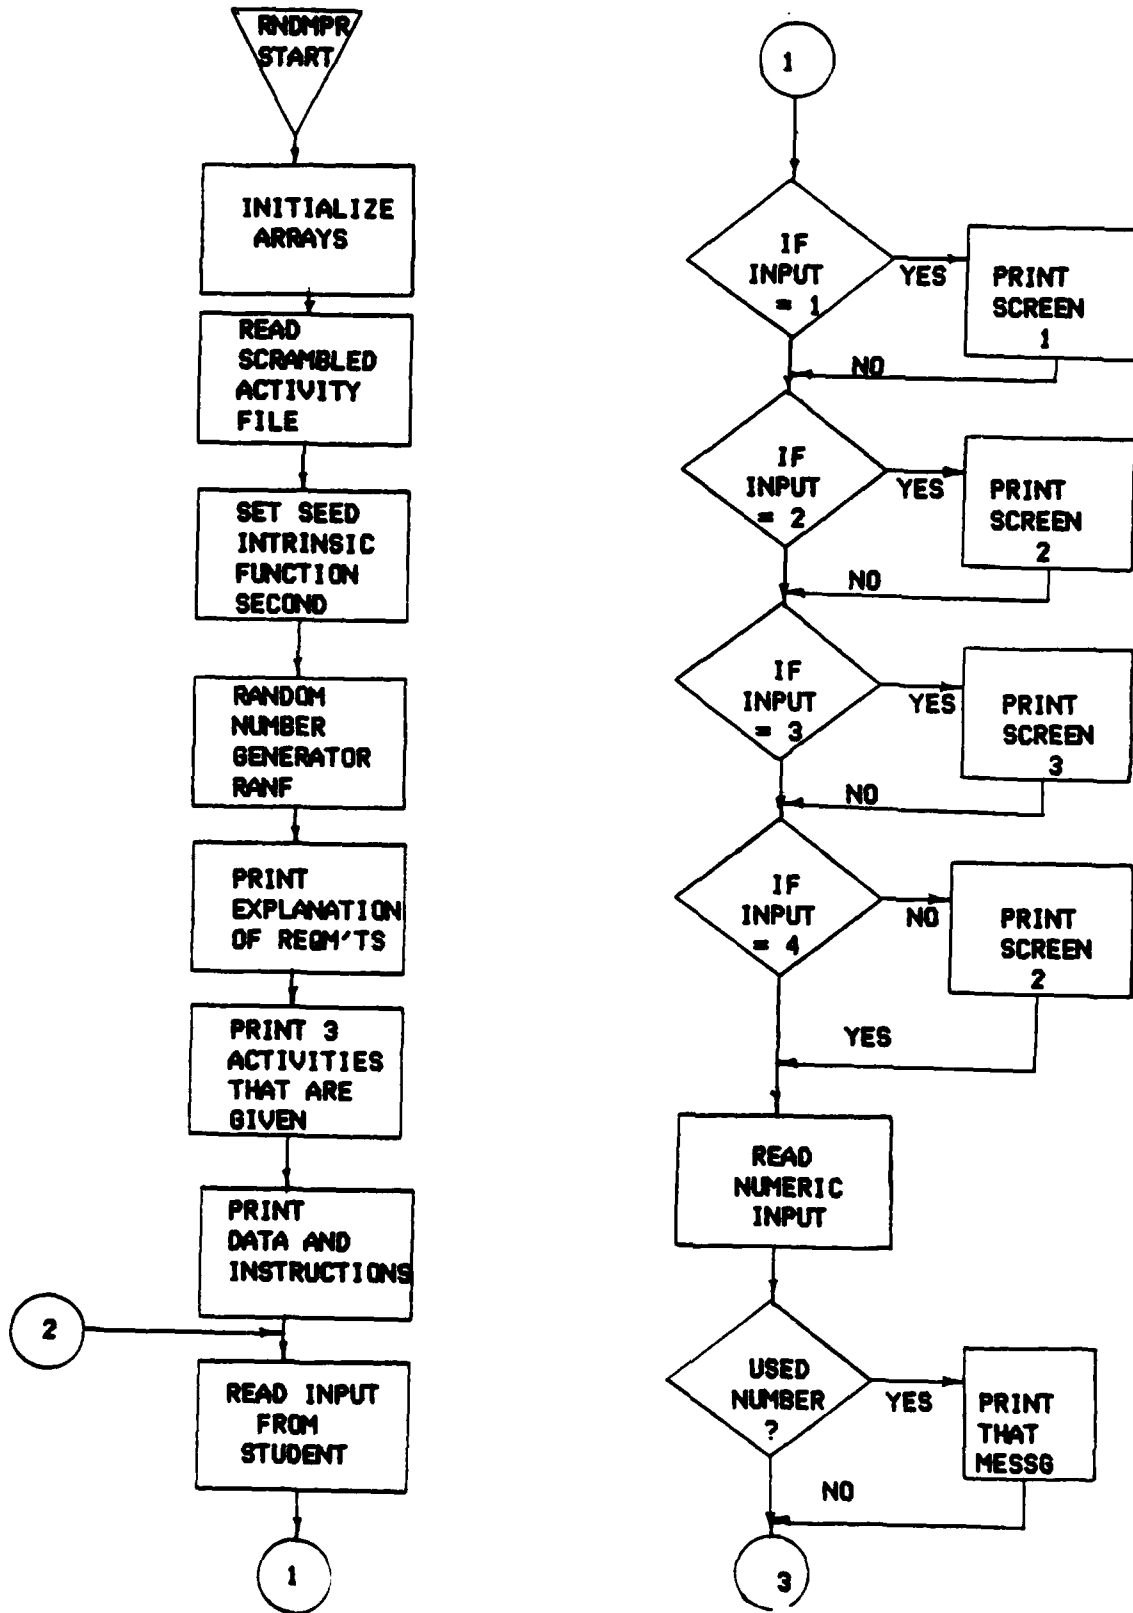 RNDMPR
START
INITIALIZE
ARRAYS
READ
SCRAMBLED
ACTIVITY
FILE
SET SEED
INTRINSIC
FUNCTION
SECOND
RANDOM
NUMBER
GENERATOR
RANF
PRINT
EXPLANATION
OF REQM'TS
PRINT 3
ACTIVITIES
THAT ARE
GIVEN
PRINT
DATA AND
INSTRUCTIONS
2
READ INPUT
FROM
STUDENT
1
1
IF
INPUT
= 1
YES
PRINT
SCREEN
1
NO
IF
INPUT
= 2
YES
PRINT
SCREEN
2
NO
IF
INPUT
= 3
YES
PRINT
SCREEN
3
NO
IF
INPUT
= 4
NO
PRINT
SCREEN
2
YES
READ
NUMERIC
INPUT
USED
NUMBER
?
YES
PRINT
THAT
MESSG
NO
3